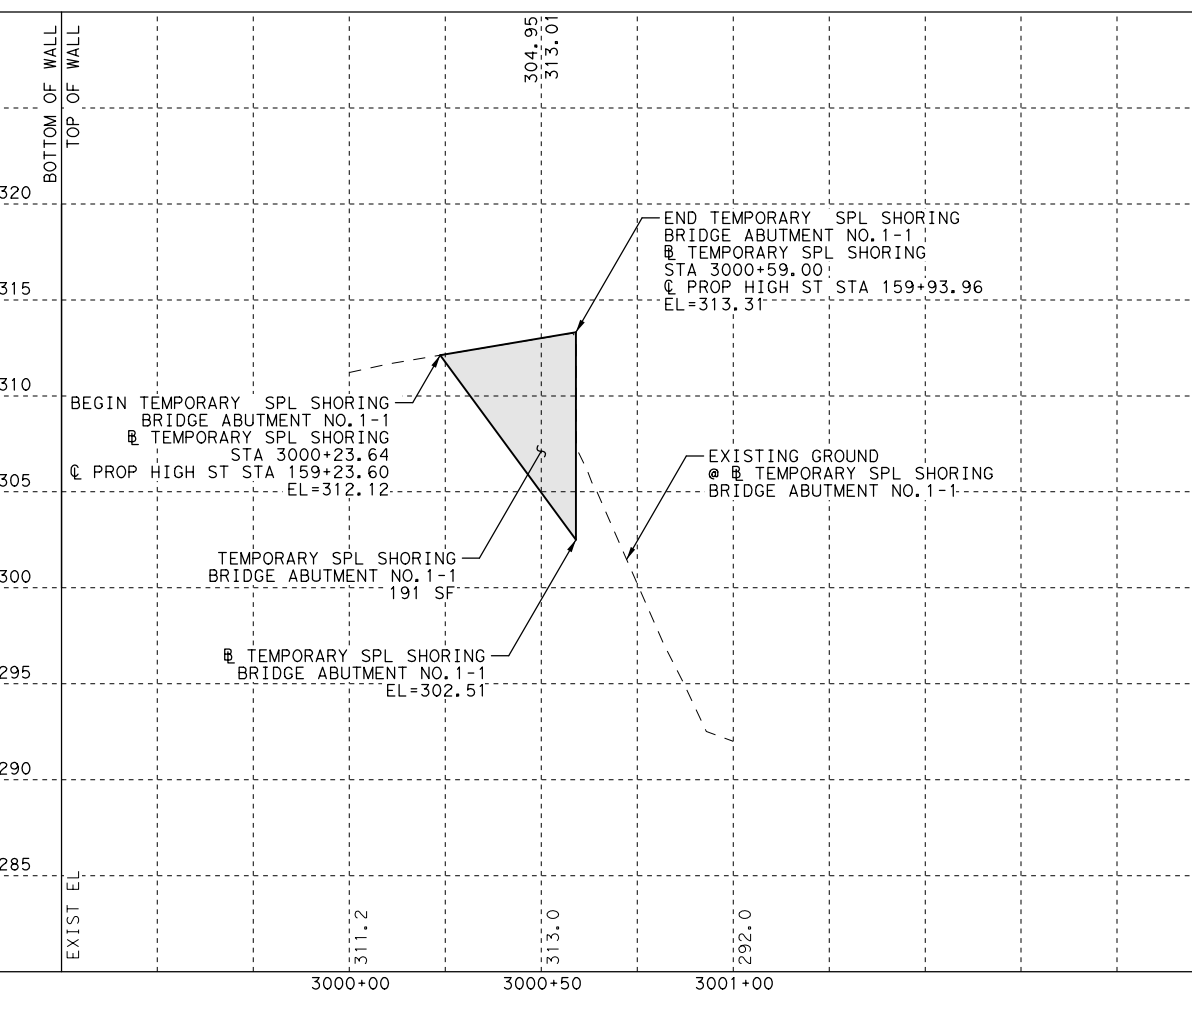 BOTTOM OF WALL
TOP OF WALL
304.95
313.01
320
315
310
305
300
295
290
285
END TEMPORARY SPL SHORING
BRIDGE ABUTMENT NO.1-1
℄ TEMPORARY SPL SHORING
STA 3000+59.00
℄ PROP HIGH ST STA 159+93.96
EL=313.31
BEGIN TEMPORARY SPL SHORING
BRIDGE ABUTMENT NO.1-1
BL TEMPORARY SPL SHORING
STA 3000+23.64
℄ PROP HIGH ST STA 159+23.60
EL=312.12
EXISTING GROUND
@ BL TEMPORARY SPL SHORING
BRIDGE ABUTMENT NO.1-1
TEMPORARY SPL SHORING
BRIDGE ABUTMENT NO.1-1
191 SF
BL TEMPORARY SPL SHORING
BRIDGE ABUTMENT NO.1-1
EL=302.51
EXIST EL
311.2
313.0
292.0
3000+00
3000+50
3001+00